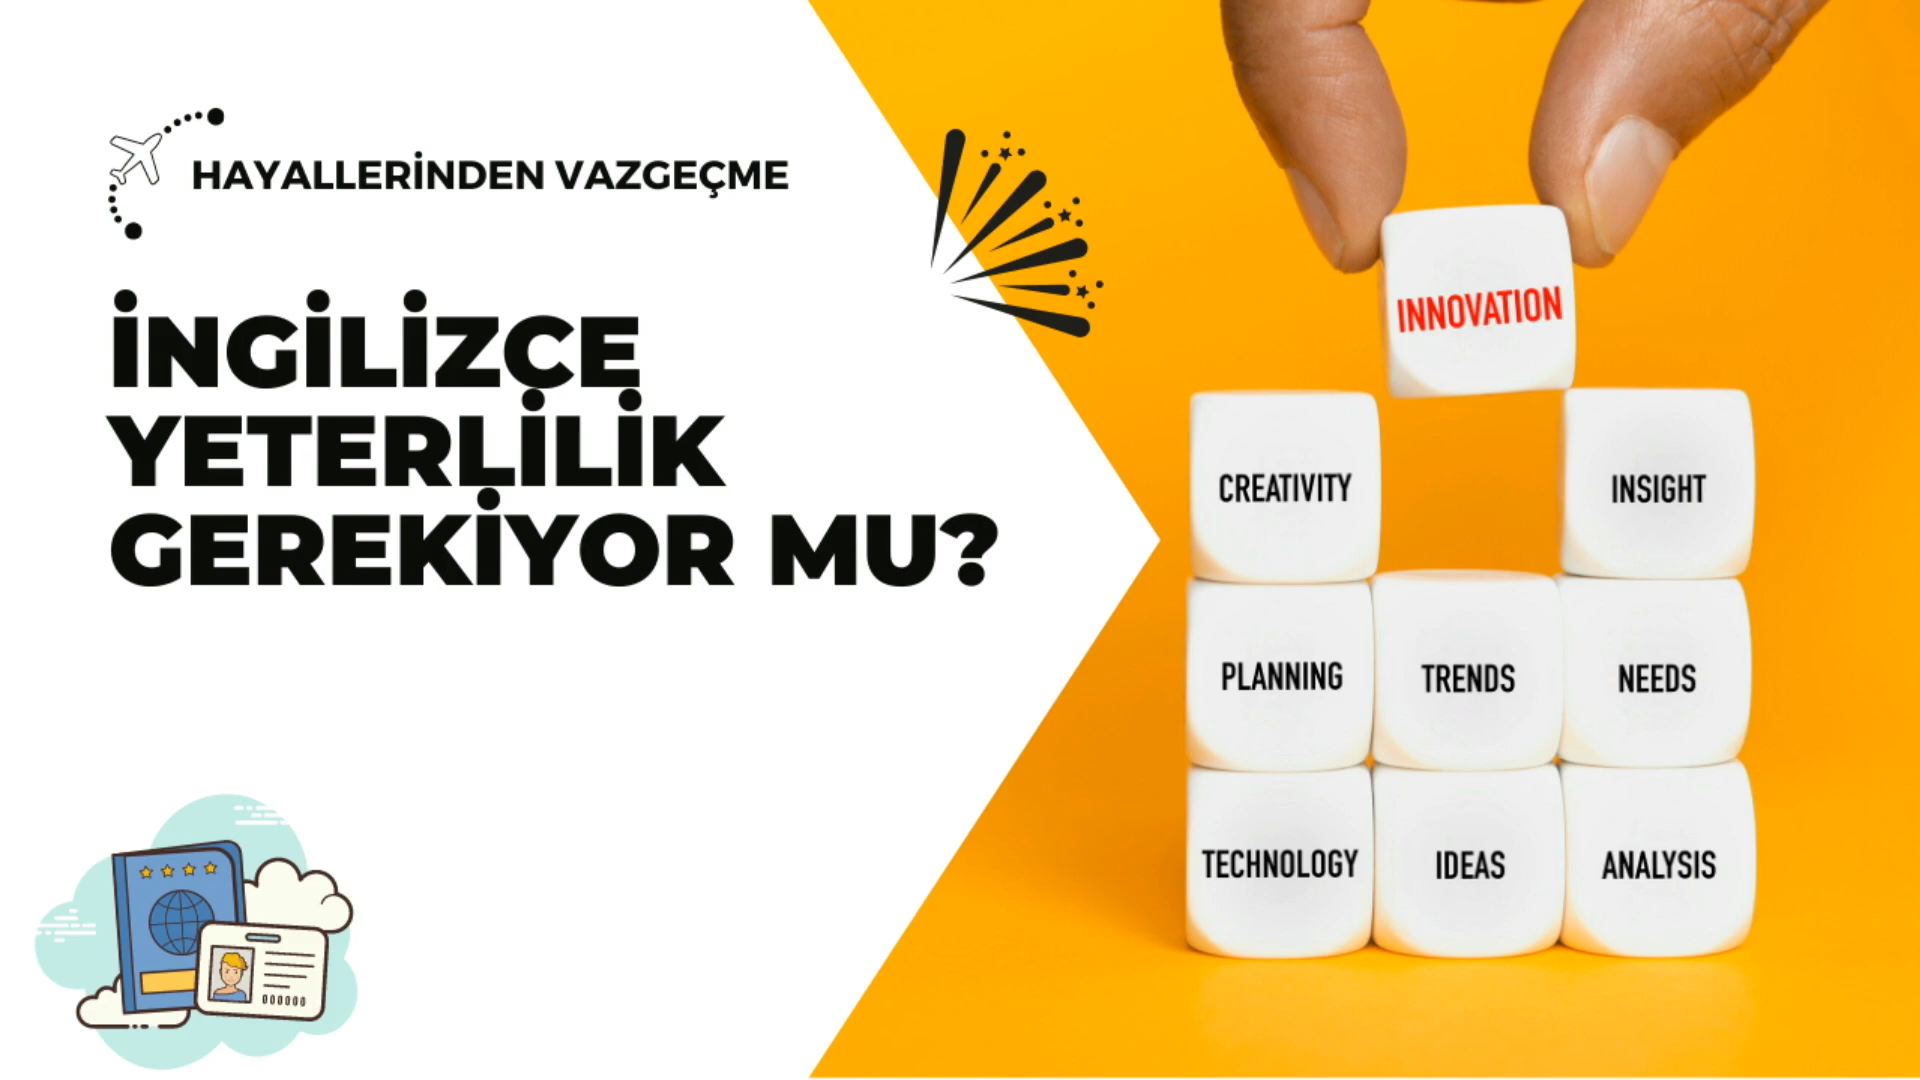 HAYALLERİNDEN VAZGEÇME
İNGİLİZCE
YETERLİLİK
GEREKİYOR MU?
INNOVATION
CREATIVITY
INSIGHT
PLANNING
TRENDS
NEEDS
TECHNOLOGY
IDEAS
ANALYSIS